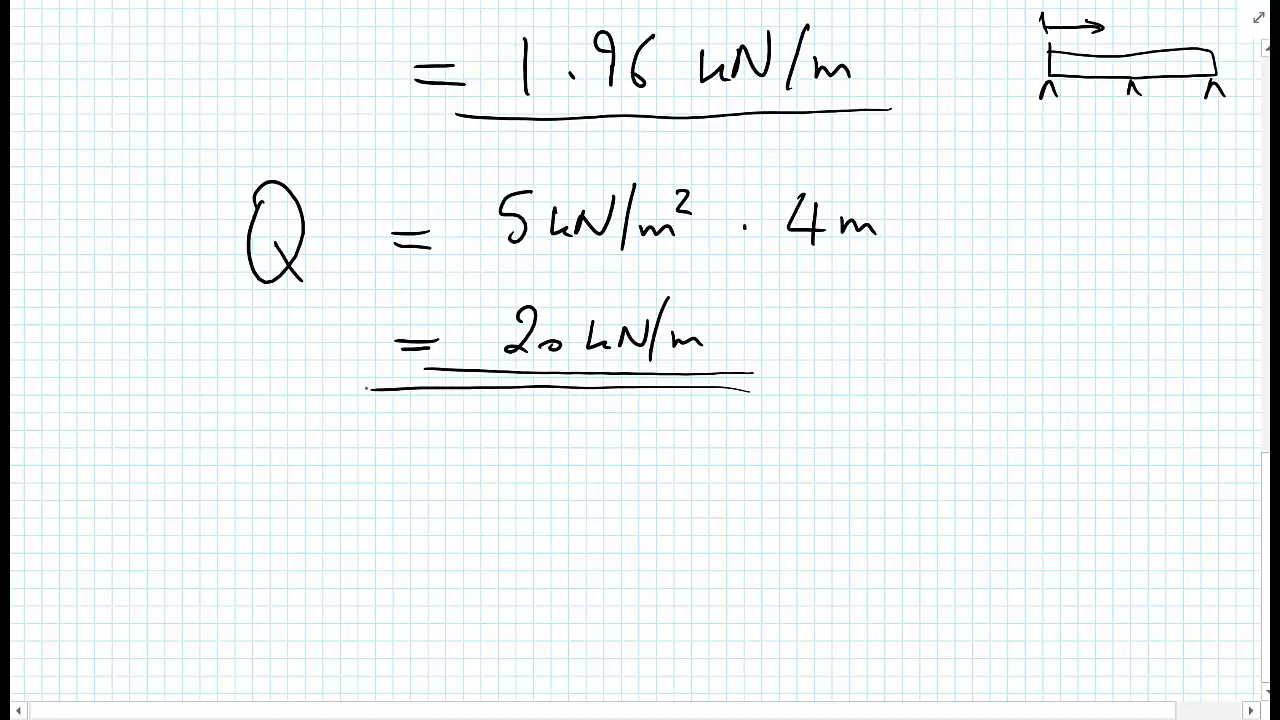 = 1.96 kN/m
Q = 5 kN/m² · 4 m
= 20 kN/m